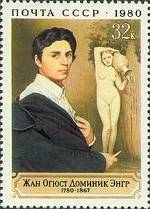 ПОЧТА СССР · 1980
32к
ЖАН ОГЮСТ ДОМИНИК ЭНГР
1780·1867